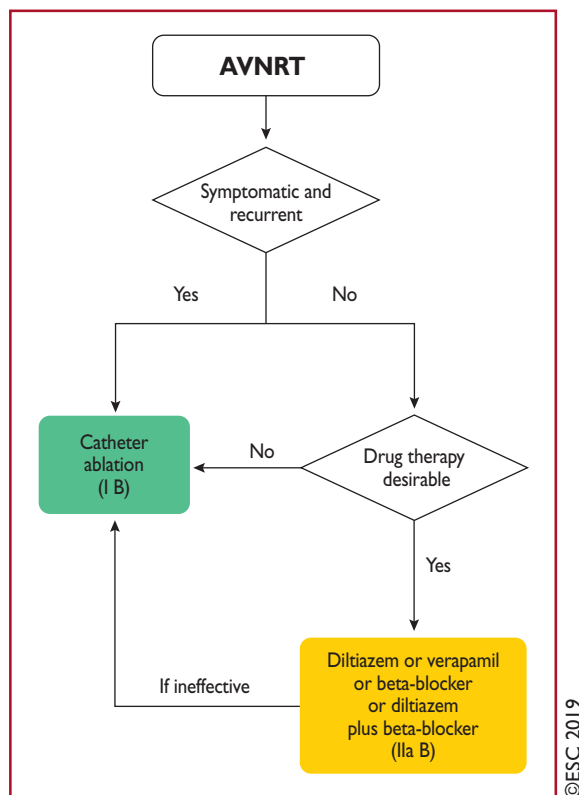 AVNRT
Symptomatic and
recurrent
Yes
No
Catheter
ablation
(I B)
No
Drug therapy
desirable
Yes
If ineffective
Diltiazem or verapamil
or beta-blocker
or diltiazem
plus beta-blocker
(IIa B)
©ESC 2019